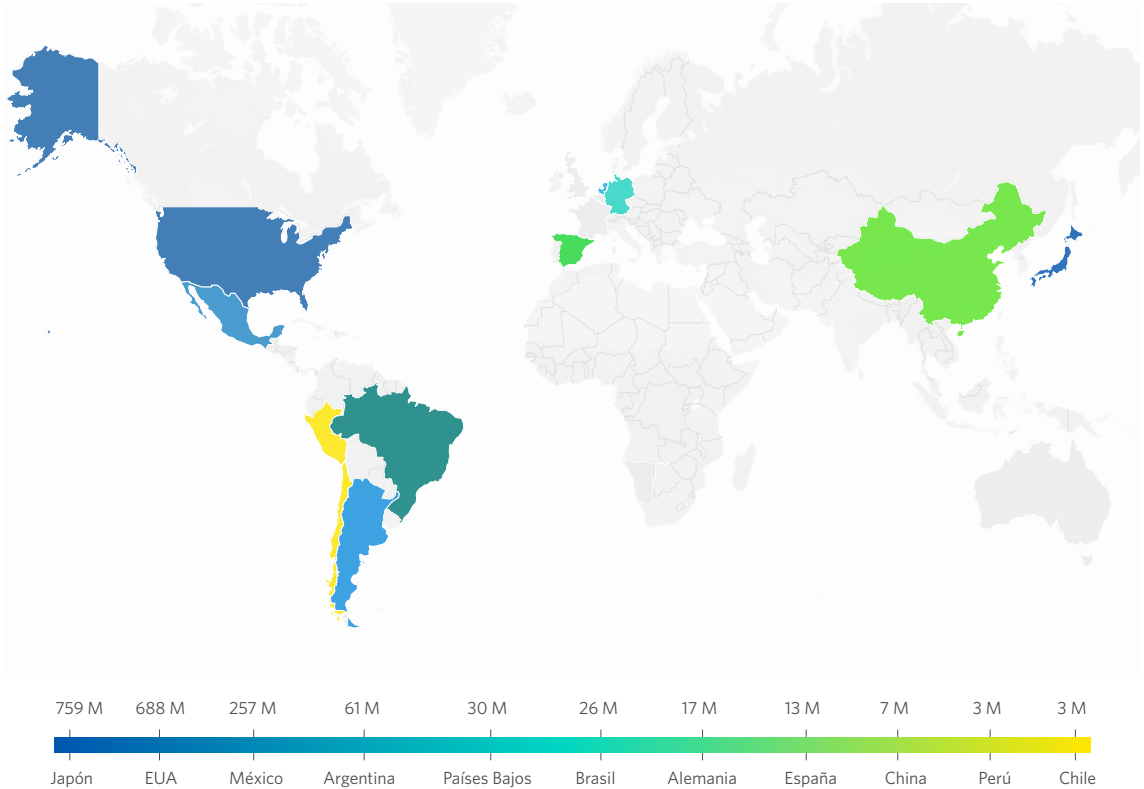 759 M 688 M 257 M 61 M 30 M 26 M 17 M 13 M 7 M 3 M 3 M
Japón EUA México Argentina Países Bajos Brasil Alemania España China Perú Chile